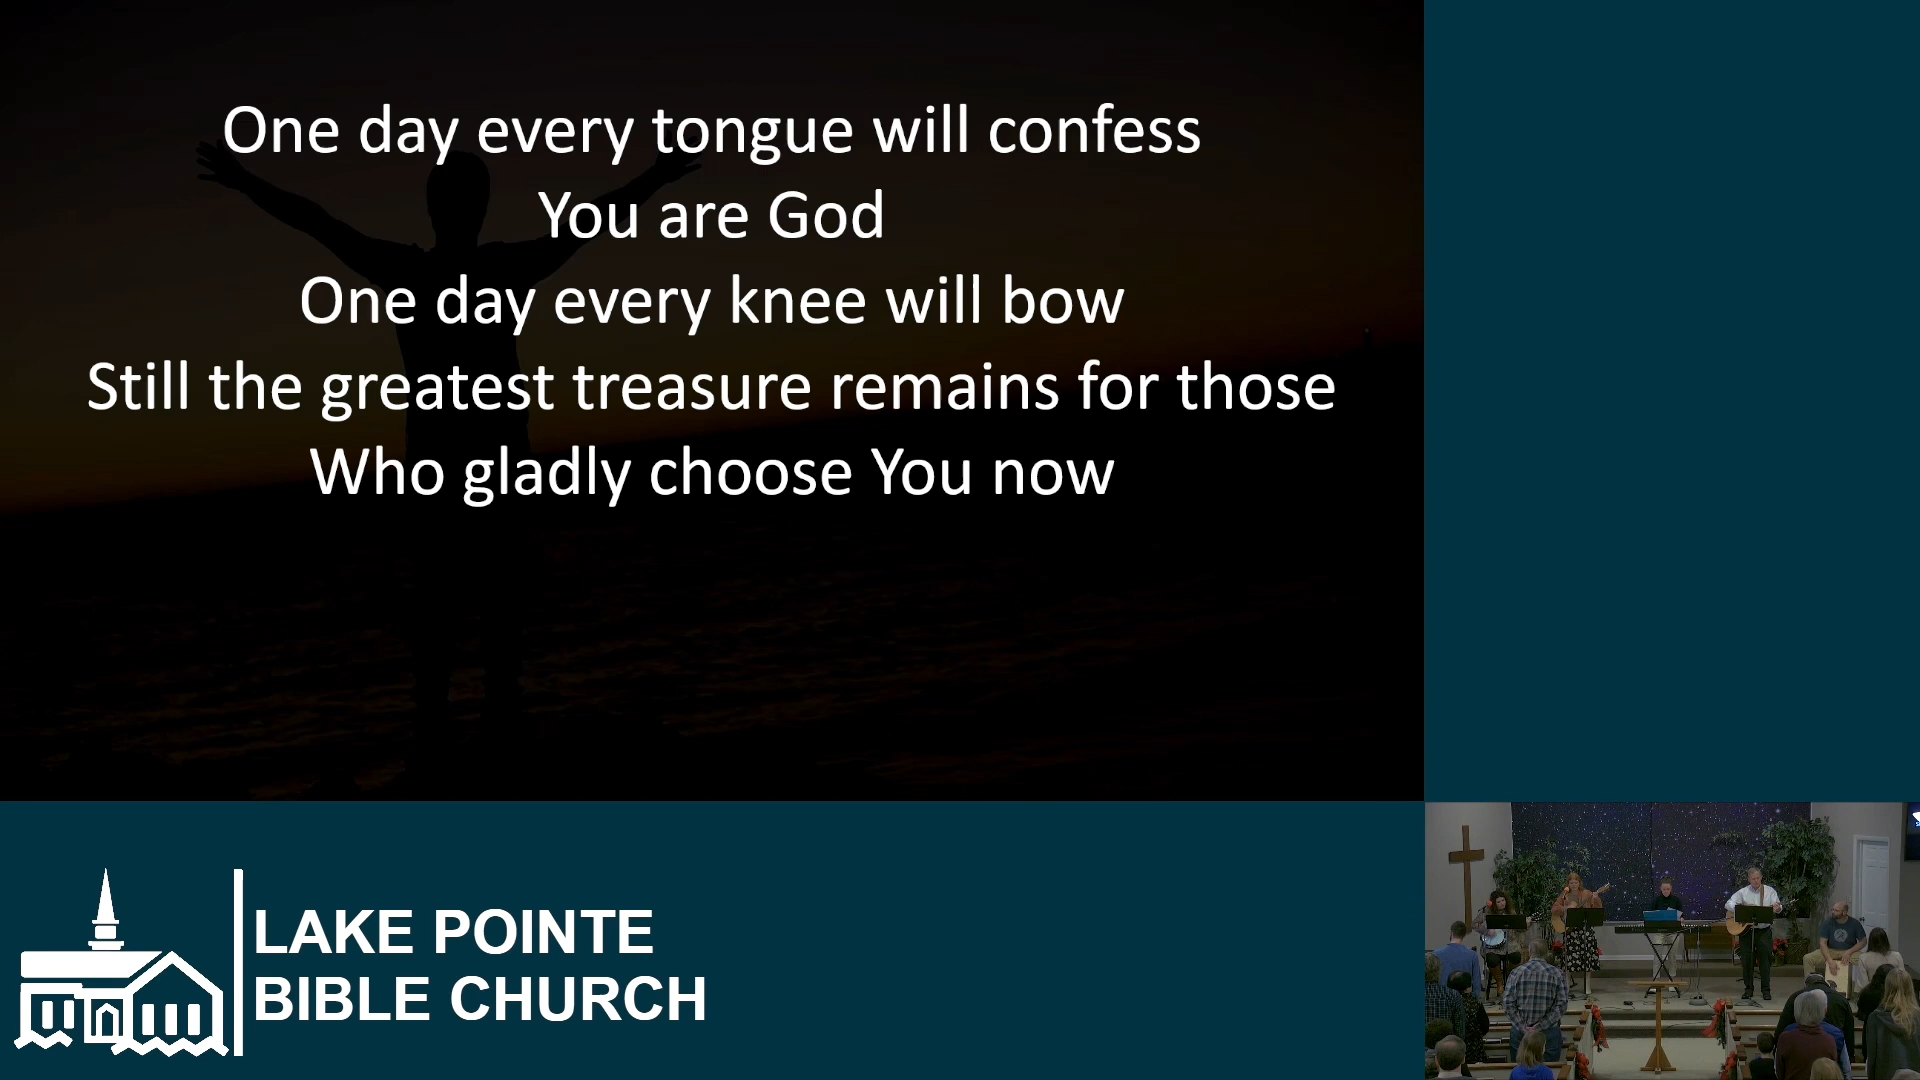 One day every tongue will confess
You are God
One day every knee will bow
Still the greatest treasure remains for those
Who gladly choose You now
LAKE POINTE
BIBLE CHURCH